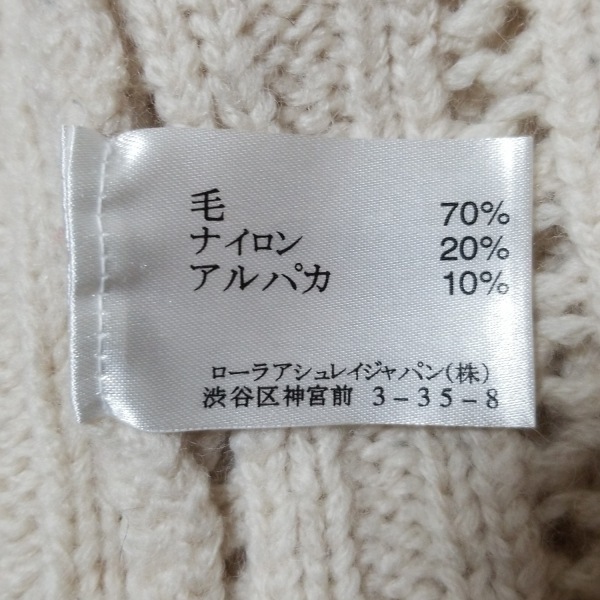 毛 70%
ナイロン 20%
アルパカ 10%
ローラアシュレイジャパン(株)
渋谷区神宮前 3-35-8